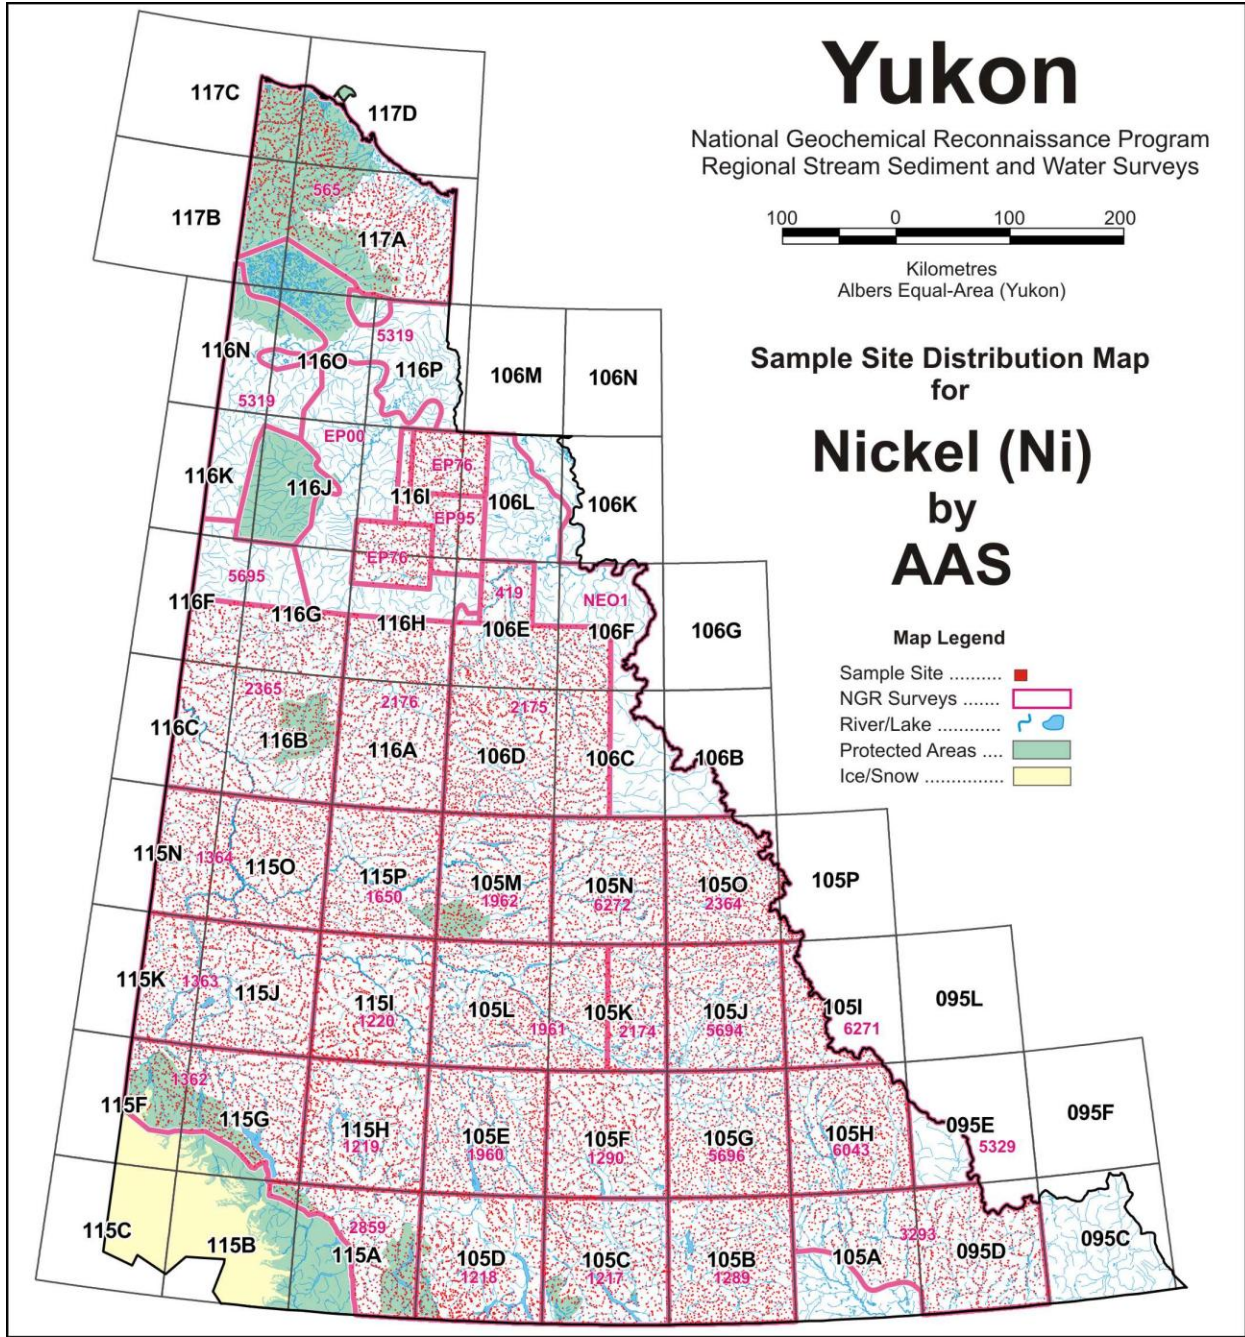 Yukon
National Geochemical Reconnaissance Program
Regional Stream Sediment and Water Surveys
100 0 100 200
Kilometres
Albers Equal-Area (Yukon)
Sample Site Distribution Map
for
Nickel (Ni)
by
AAS
Map Legend
Sample Site ..........
NGR Surveys .......
River/Lake ............
Protected Areas ....
Ice/Snow ...............
117C
117D
117B
565
117A
5319
116N
116O
116P
106M
106N
5319
EP00
EP76
116K
116J
116I
106L
106K
EP95
EP76
5695
419
NEO1
116F
116G
116H
106E
106F
106G
2365
2176
2175
116C
116B
116A
106D
106C
106B
115N
1364
115O
115P
1650
105M
1962
105N
6272
105O
2364
105P
115K
1363
115J
115I
1220
105L
1961
105K
2174
105J
5694
105I
6271
095L
1362
115F
115G
115H
1219
105E
1960
105F
1290
105G
5696
105H
6043
095E
5329
095F
115C
115B
2859
115A
105D
1218
105C
1217
105B
1289
105A
3293
095D
095C